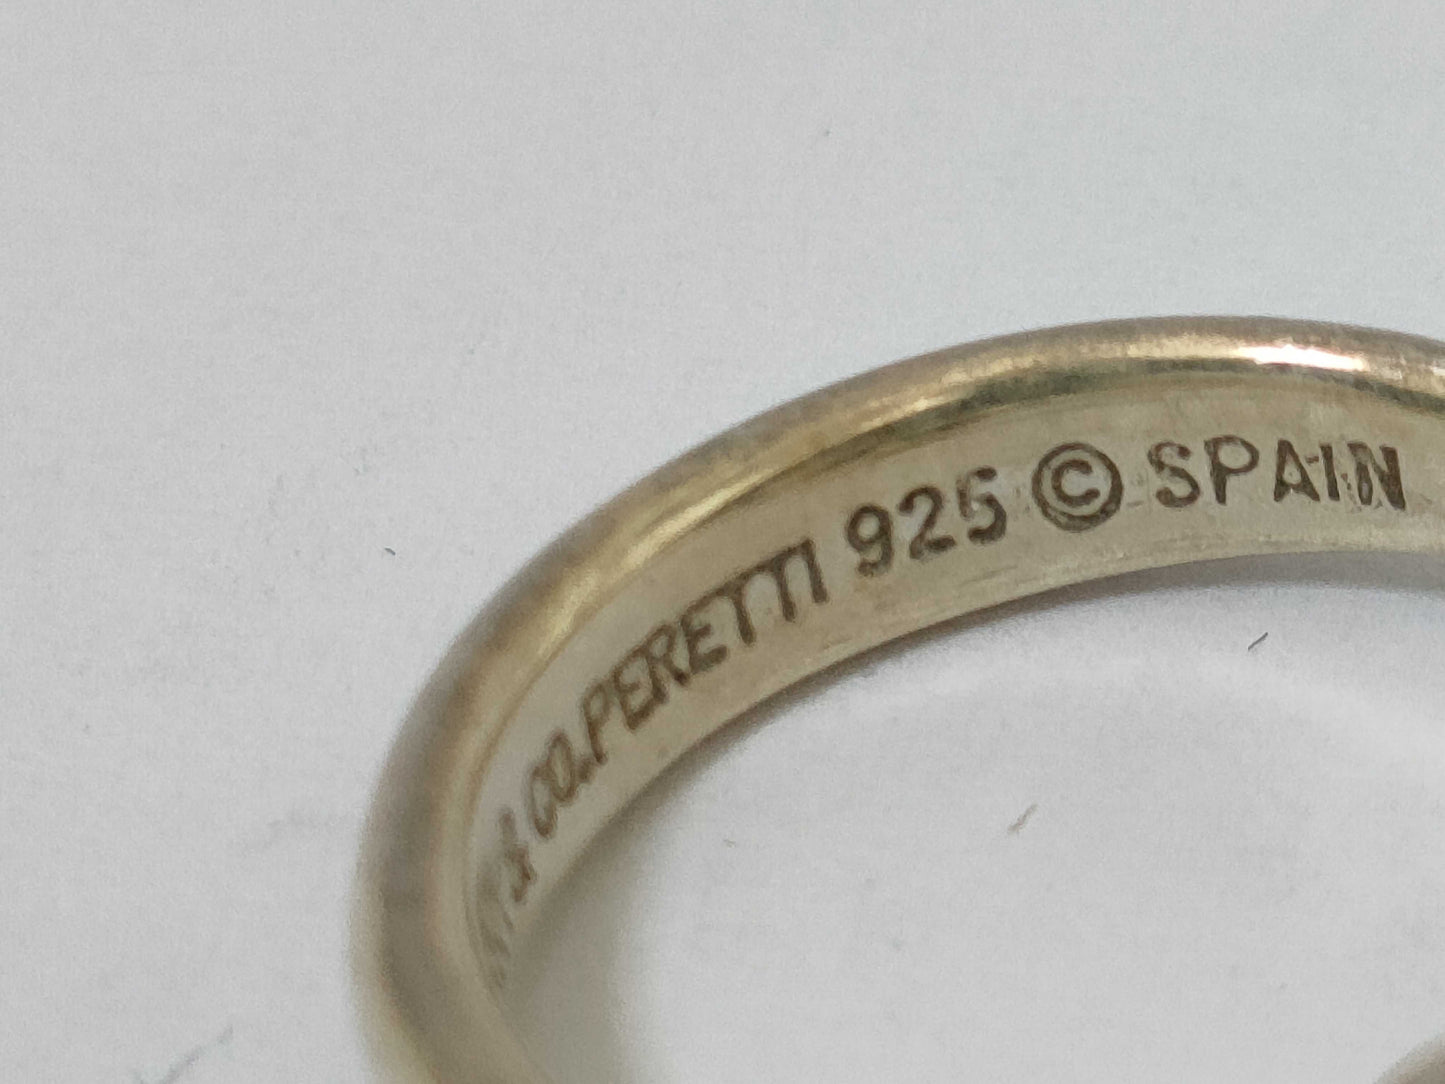 & CO. PERETTI 925 © SPAIN